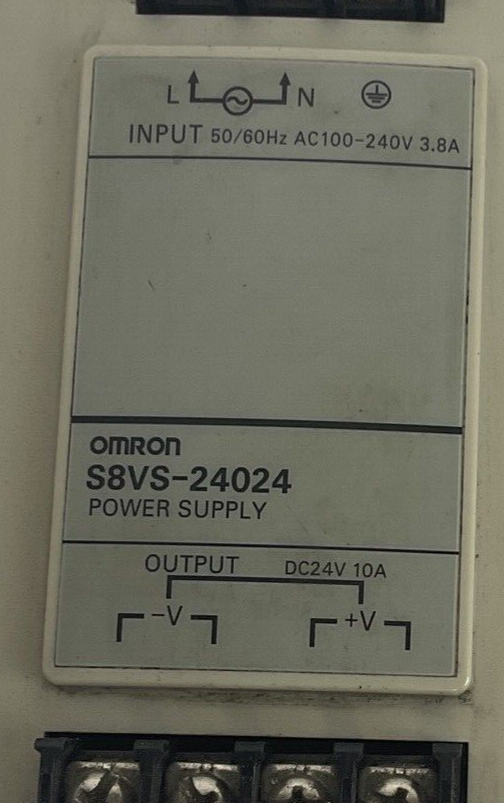 L N
INPUT 50/60Hz AC100-240V 3.8A
OMRON
S8VS-24024
POWER SUPPLY
OUTPUT DC24V 10A
-V +V